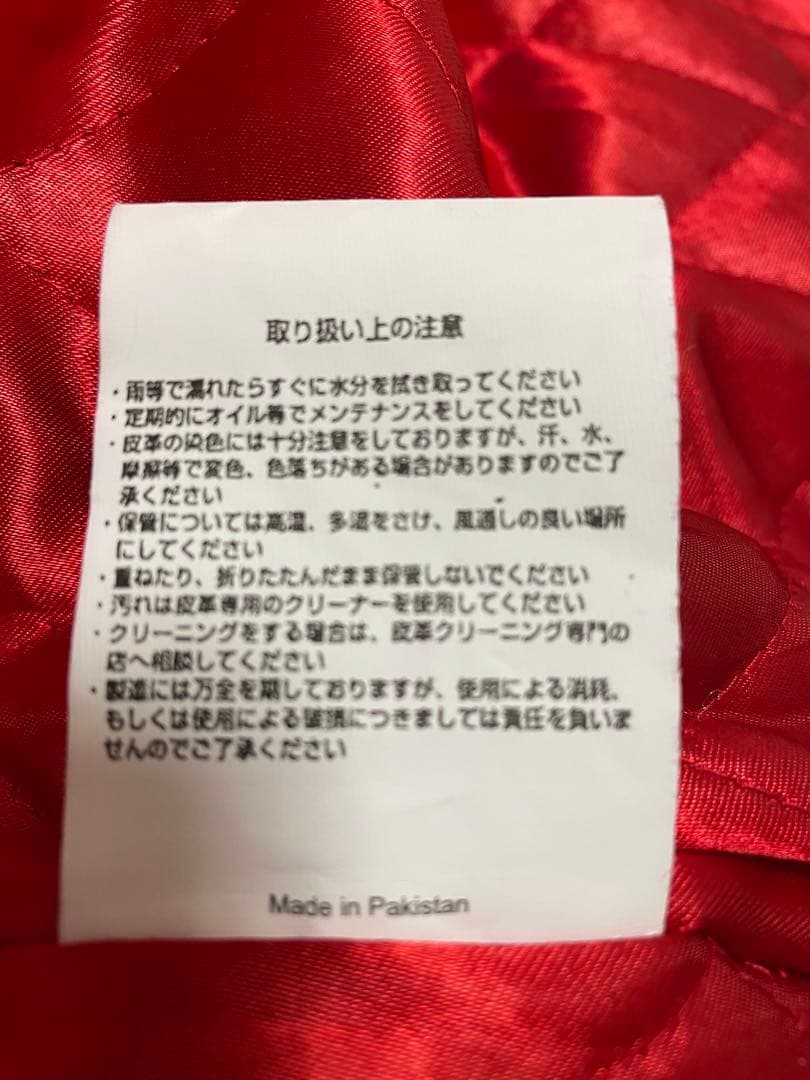 取り扱い上の注意
・雨等で濡れたらすぐに水分を拭き取ってください
・定期的にオイル等でメンテナンスをしてください
・皮革の染色には十分注意をしておりますが、汗、水、
摩擦等で変色、色落ちがある場合がありますのでご了
承ください
・保管については高温、多湿をさけ、風通しの良い場所
にしてください
・重ねたり、折りたたんだまま保管しないでください
・汚れは皮革専用のクリーナーを使用してください
・クリーニングをする場合は、皮革クリーニング専門の
店へ相談してください
・製造には万全を期しておりますが、使用による消耗、
もしくは使用による破損につきましては責任を負いま
せんのでご了承ください
Made in Pakistan